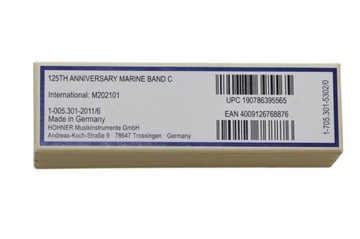 125TH ANNIVERSARY MARINE BAND C
International: M202101
1-005.301-2011/6
Made in Germany
HOHNER Musikinstrumente GmbH
Andreas-Koch-Straße 9 · 78647 Trossingen · Germany
UPC 190786395565
EAN 4009126768876
1-705.301-5302/0